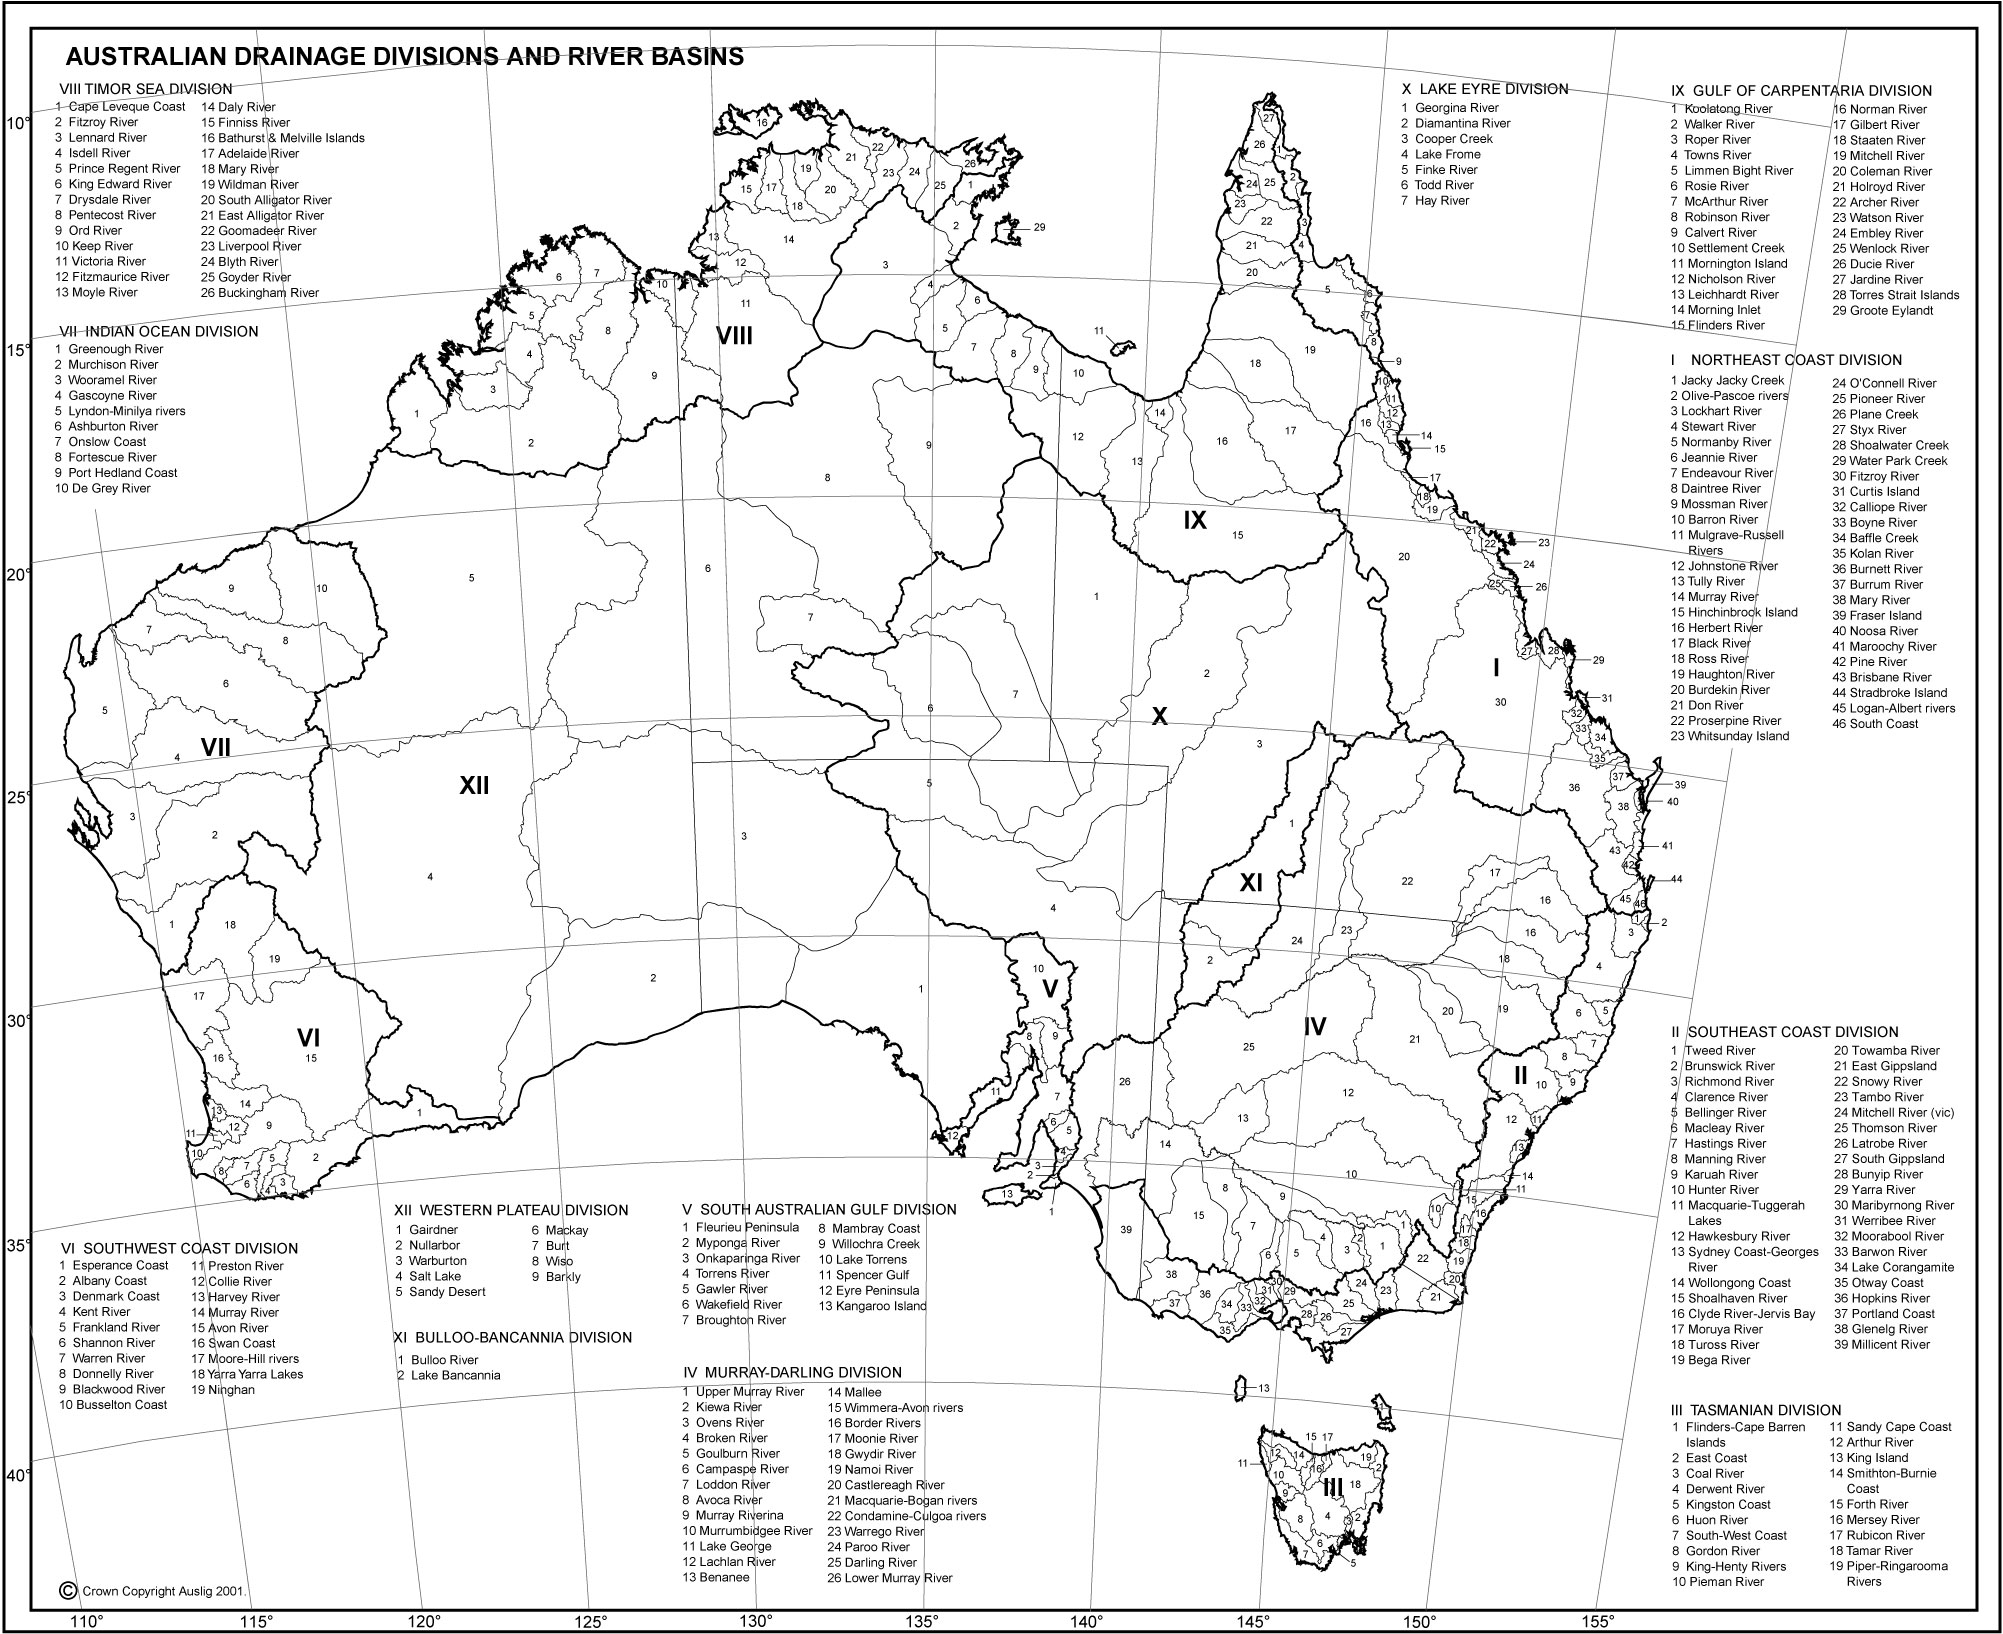 AUSTRALIAN DRAINAGE DIVISIONS AND RIVER BASINS
VIII TIMOR SEA DIVISION
1 Cape Leveque Coast
2 Fitzroy River
3 Lennard River
4 Isdell River
5 Prince Regent River
6 King Edward River
7 Drysdale River
8 Pentecost River
9 Ord River
10 Keep River
11 Victoria River
12 Fitzmaurice River
13 Moyle River
14 Daly River
15 Finniss River
16 Bathurst & Melville Islands
17 Adelaide River
18 Mary River
19 Wildman River
20 South Alligator River
21 East Alligator River
22 Goomadeer River
23 Liverpool River
24 Blyth River
25 Goyder River
26 Buckingham River
VII INDIAN OCEAN DIVISION
1 Greenough River
2 Murchison River
3 Wooramel River
4 Gascoyne River
5 Lyndon-Minilya rivers
6 Ashburton River
7 Onslow Coast
8 Fortescue River
9 Port Hedland Coast
10 De Grey River
X LAKE EYRE DIVISION
1 Georgina River
2 Diamantina River
3 Cooper Creek
4 Lake Frome
5 Finke River
6 Todd River
7 Hay River
IX GULF OF CARPENTARIA DIVISION
1 Koolatong River
2 Walker River
3 Roper River
4 Towns River
5 Limmen Bight River
6 Rosie River
7 McArthur River
8 Robinson River
9 Calvert River
10 Settlement Creek
11 Mornington Island
12 Nicholson River
13 Leichhardt River
14 Morning Inlet
15 Flinders River
16 Norman River
17 Gilbert River
18 Staaten River
19 Mitchell River
20 Coleman River
21 Holroyd River
22 Archer River
23 Watson River
24 Embley River
25 Wenlock River
26 Ducie River
27 Jardine River
28 Torres Strait Islands
29 Groote Eylandt
I NORTHEAST COAST DIVISION
1 Jacky Jacky Creek
2 Olive-Pascoe rivers
3 Lockhart River
4 Stewart River
5 Normanby River
6 Jeannie River
7 Endeavour River
8 Daintree River
9 Mossman River
10 Barron River
11 Mulgrave-Russell
Rivers
12 Johnstone River
13 Tully River
14 Murray River
15 Hinchinbrook Island
16 Herbert River
17 Black River
18 Ross River
19 Haughton River
20 Burdekin River
21 Don River
22 Proserpine River
23 Whitsunday Island
24 O'Connell River
25 Pioneer River
26 Plane Creek
27 Styx River
28 Shoalwater Creek
29 Water Park Creek
30 Fitzroy River
31 Curtis Island
32 Calliope River
33 Boyne River
34 Baffle Creek
35 Kolan River
36 Burnett River
37 Burrum River
38 Mary River
39 Fraser Island
40 Noosa River
41 Maroochy River
42 Pine River
43 Brisbane River
44 Stradbroke Island
45 Logan-Albert rivers
46 South Coast
II SOUTHEAST COAST DIVISION
1 Tweed River
2 Brunswick River
3 Richmond River
4 Clarence River
5 Bellinger River
6 Macleay River
7 Hastings River
8 Manning River
9 Karuah River
10 Hunter River
11 Macquarie-Tuggerah
Lakes
12 Hawkesbury River
13 Sydney Coast-Georges
River
14 Wollongong Coast
15 Shoalhaven River
16 Clyde River-Jervis Bay
17 Moruya River
18 Tuross River
19 Bega River
20 Towamba River
21 East Gippsland
22 Snowy River
23 Tambo River
24 Mitchell River (vic)
25 Thomson River
26 Latrobe River
27 South Gippsland
28 Bunyip River
29 Yarra River
30 Maribyrnong River
31 Werribee River
32 Moorabool River
33 Barwon River
34 Lake Corangamite
35 Otway Coast
36 Hopkins River
37 Portland Coast
38 Glenelg River
39 Millicent River
III TASMANIAN DIVISION
1 Flinders-Cape Barren
Islands
2 East Coast
3 Coal River
4 Derwent River
5 Kingston Coast
6 Huon River
7 South-West Coast
8 Gordon River
9 King-Henty Rivers
10 Pieman River
11 Sandy Cape Coast
12 Arthur River
13 King Island
14 Smithton-Burnie
Coast
15 Forth River
16 Mersey River
17 Rubicon River
18 Tamar River
19 Piper-Ringarooma
Rivers
VI SOUTHWEST COAST DIVISION
1 Esperance Coast
2 Albany Coast
3 Denmark Coast
4 Kent River
5 Frankland River
6 Shannon River
7 Warren River
8 Donnelly River
9 Blackwood River
10 Busselton Coast
11 Preston River
12 Collie River
13 Harvey River
14 Murray River
15 Avon River
16 Swan Coast
17 Moore-Hill rivers
18 Yarra Yarra Lakes
19 Ninghan
XII WESTERN PLATEAU DIVISION
1 Gairdner
2 Nullarbor
3 Warburton
4 Salt Lake
5 Sandy Desert
6 Mackay
7 Burt
8 Wiso
9 Barkly
XI BULLOO-BANCANNIA DIVISION
1 Bulloo River
2 Lake Bancannia
V SOUTH AUSTRALIAN GULF DIVISION
1 Fleurieu Peninsula
2 Myponga River
3 Onkaparinga River
4 Torrens River
5 Gawler River
6 Wakefield River
7 Broughton River
8 Mambray Coast
9 Willochra Creek
10 Lake Torrens
11 Spencer Gulf
12 Eyre Peninsula
13 Kangaroo Island
IV MURRAY-DARLING DIVISION
1 Upper Murray River
2 Kiewa River
3 Ovens River
4 Broken River
5 Goulburn River
6 Campaspe River
7 Loddon River
8 Avoca River
9 Murray Riverina
10 Murrumbidgee River
11 Lake George
12 Lachlan River
13 Benanee
14 Mallee
15 Wimmera-Avon rivers
16 Border Rivers
17 Moonie River
18 Gwydir River
19 Namoi River
20 Castlereagh River
21 Macquarie-Bogan rivers
22 Condamine-Culgoa rivers
23 Warrego River
24 Paroo River
25 Darling River
26 Lower Murray River
VIII
IX
I
X
VII
XII
XI
V
IV
VI
II
III
10°
15°
20°
25°
30°
35°
40°
© Crown Copyright Auslig 2001.
110° 115° 120° 125° 130° 135° 140° 145° 150° 155°